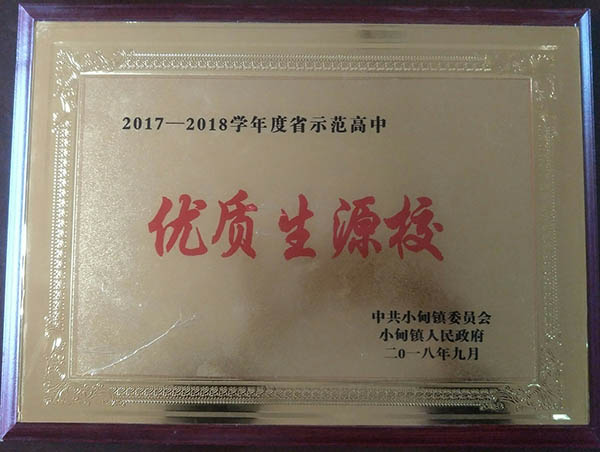 2017—2018学年度省示范高中
优质生源校
中共小甸镇委员会
小甸镇人民政府
二0一八年九月